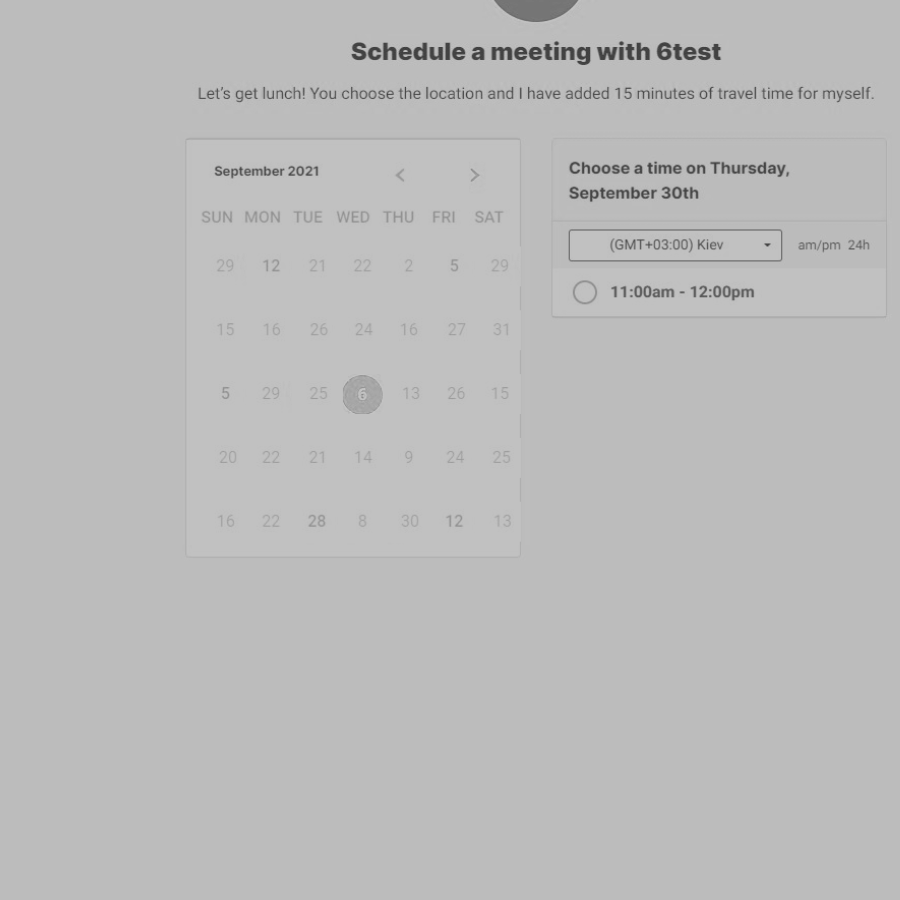 Schedule a meeting with 6test
Let's get lunch! You choose the location and I have added 15 minutes of travel time for myself.
September 2021
SUN MON TUE WED THU FRI SAT
29 12 21 22 2 5 29
15 16 26 24 16 27 31
5 29 25 6 13 26 15
20 22 21 14 9 24 25
16 22 28 8 30 12 13
Choose a time on Thursday,
September 30th
(GMT+03:00) Kiev am/pm 24h
11:00am - 12:00pm